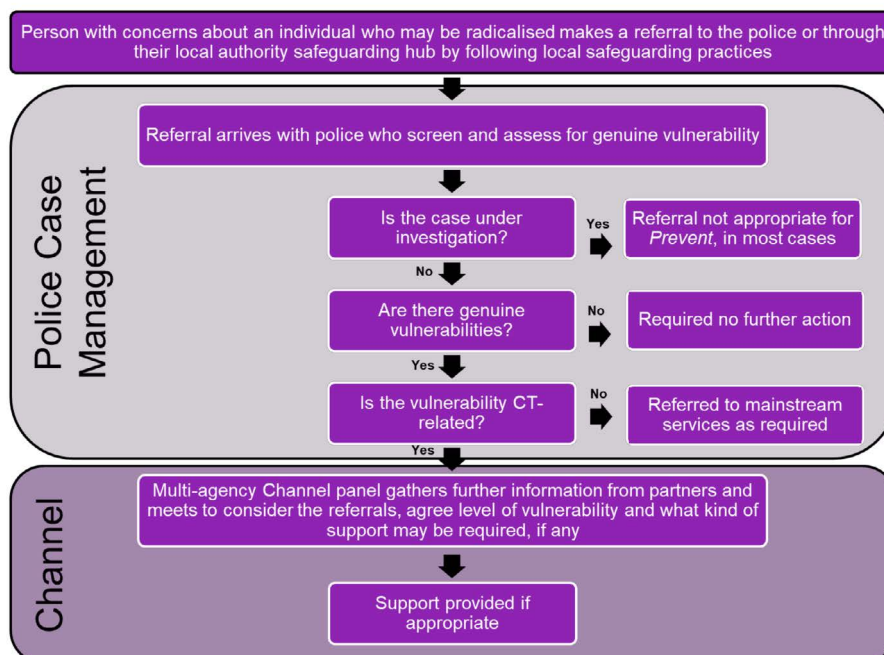 Person with concerns about an individual who may be radicalised makes a referral to the police or through
their local authority safeguarding hub by following local safeguarding practices
Police Case
Management
Referral arrives with police who screen and assess for genuine vulnerability
Is the case under
investigation?
Yes
Referral not appropriate for
Prevent, in most cases
No
Are there genuine
vulnerabilities?
No
Required no further action
Yes
Is the vulnerability CT-
related?
No
Referred to mainstream
services as required
Yes
Channel
Multi-agency Channel panel gathers further information from partners and
meets to consider the referrals, agree level of vulnerability and what kind of
support may be required, if any
Support provided if
appropriate